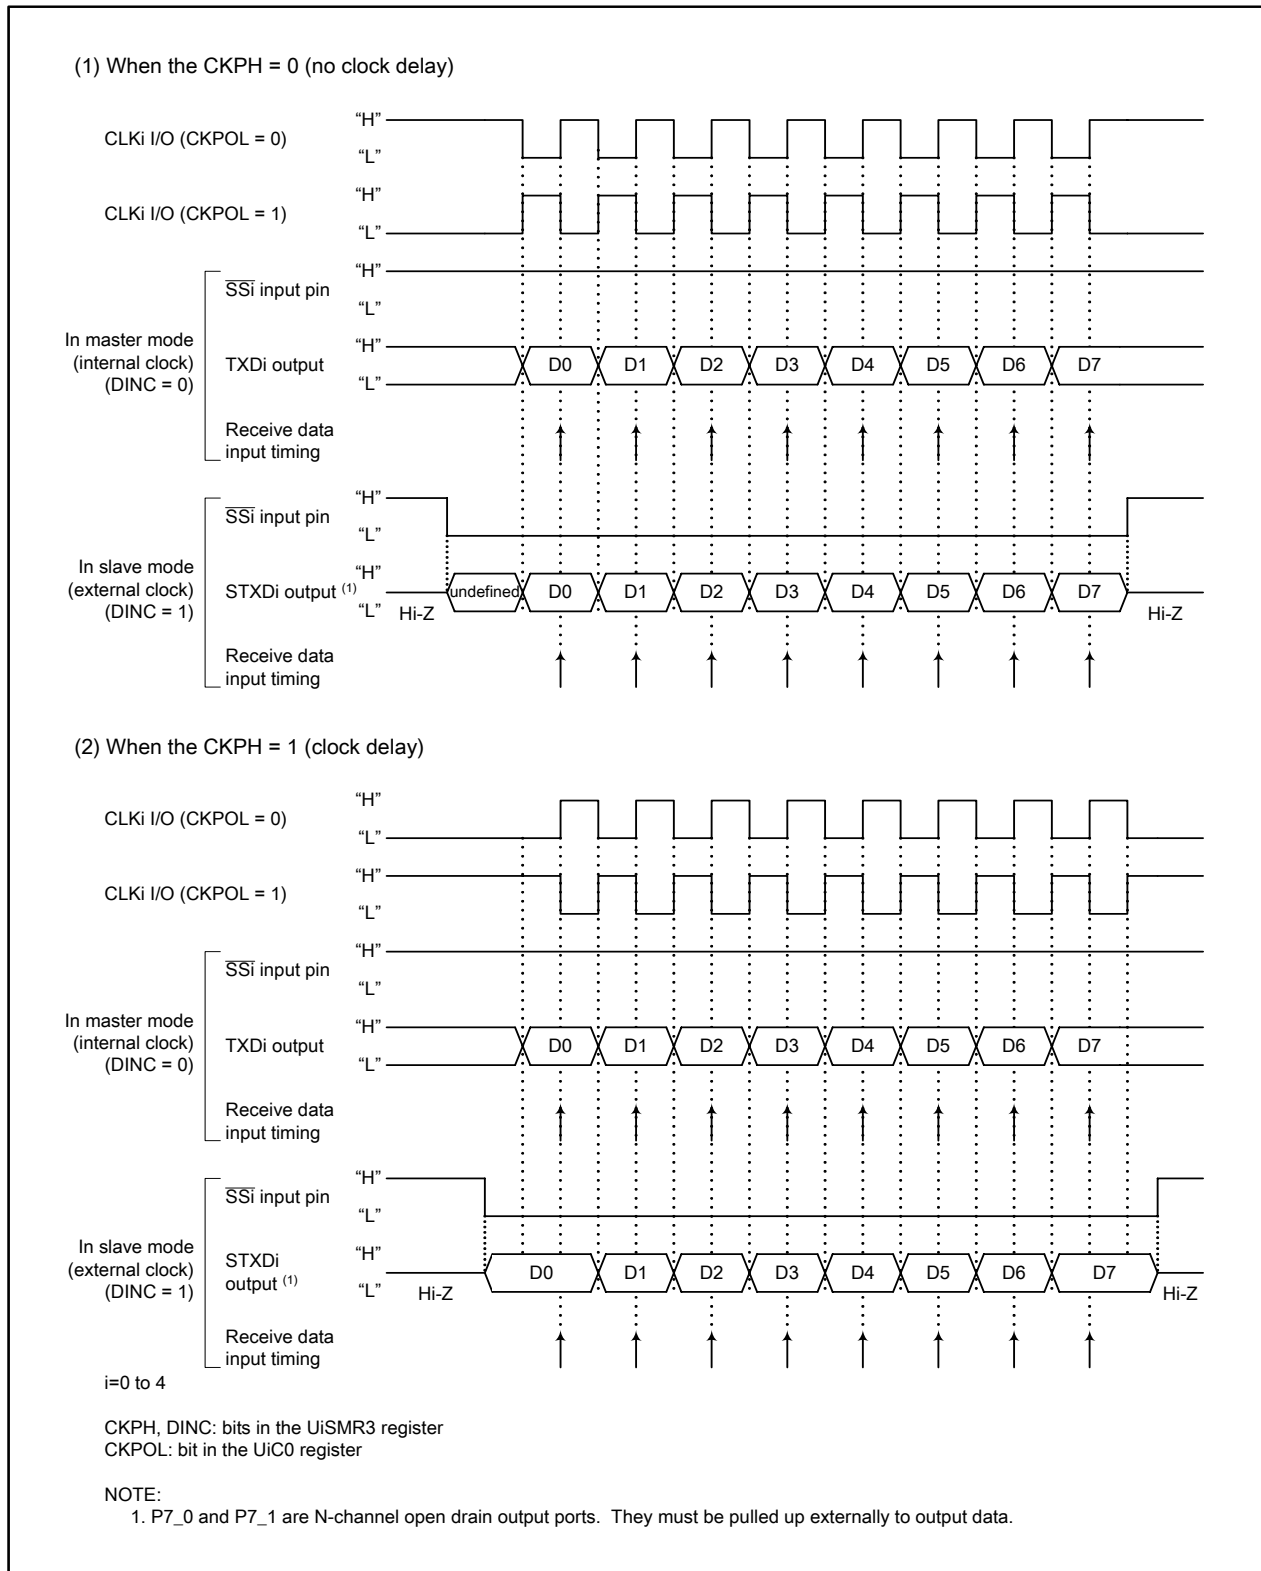 (1) When the CKPH = 0 (no clock delay)
“H”
CLKi I/O (CKPOL = 0)
“L”
“H”
CLKi I/O (CKPOL = 1)
“L”
“H”
SSi input pin
“L”
In master mode
(internal clock)
(DINC = 0)
“H”
TXDi output
D0 D1 D2 D3 D4 D5 D6 D7
“L”
Receive data
input timing
“H”
SSi input pin
“L”
In slave mode
(external clock)
(DINC = 1)
“H”
STXDi output (1)
undefined D0 D1 D2 D3 D4 D5 D6 D7
“L” Hi-Z Hi-Z
Receive data
input timing
(2) When the CKPH = 1 (clock delay)
“H”
CLKi I/O (CKPOL = 0)
“L”
“H”
CLKi I/O (CKPOL = 1)
“L”
“H”
SSi input pin
“L”
In master mode
(internal clock)
(DINC = 0)
“H”
TXDi output
D0 D1 D2 D3 D4 D5 D6 D7
“L”
Receive data
input timing
“H”
SSi input pin
“L”
In slave mode
(external clock)
(DINC = 1)
“H”
STXDi
output (1)
D0 D1 D2 D3 D4 D5 D6 D7
“L” Hi-Z Hi-Z
Receive data
input timing
i=0 to 4
CKPH, DINC: bits in the UiSMR3 register
CKPOL: bit in the UiC0 register
NOTE:
1. P7_0 and P7_1 are N-channel open drain output ports. They must be pulled up externally to output data.